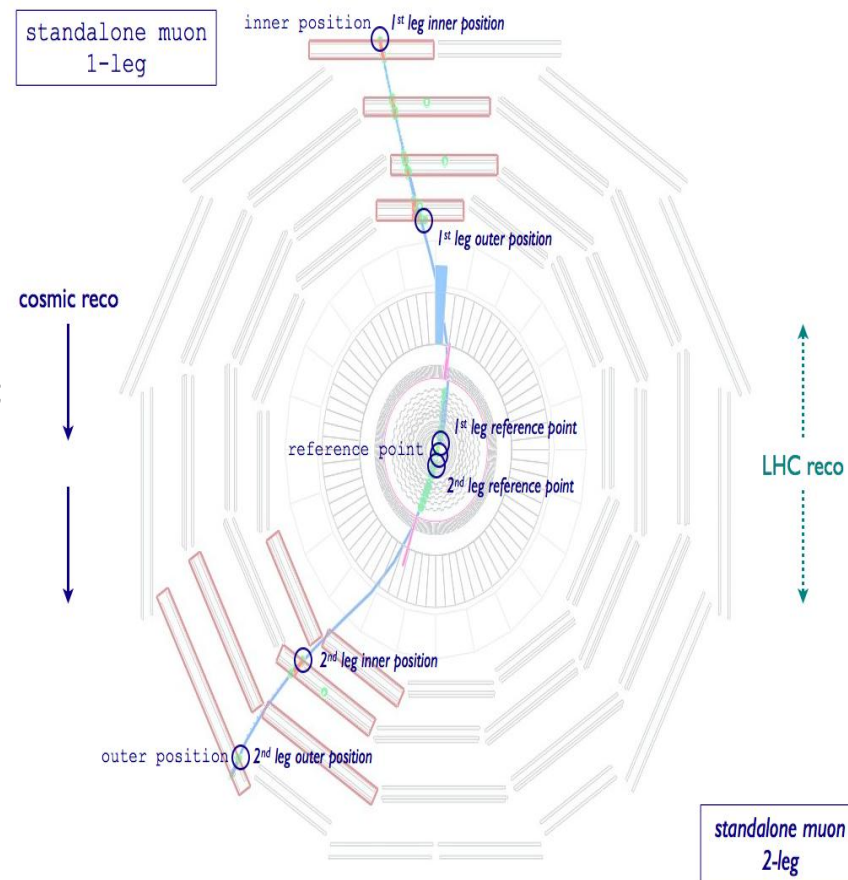 standalone muon
1-leg
inner position
1st leg inner position
1st leg outer position
cosmic reco
1st leg reference point
reference point
2nd leg reference point
LHC reco
2nd leg inner position
outer position
2nd leg outer position
standalone muon
2-leg